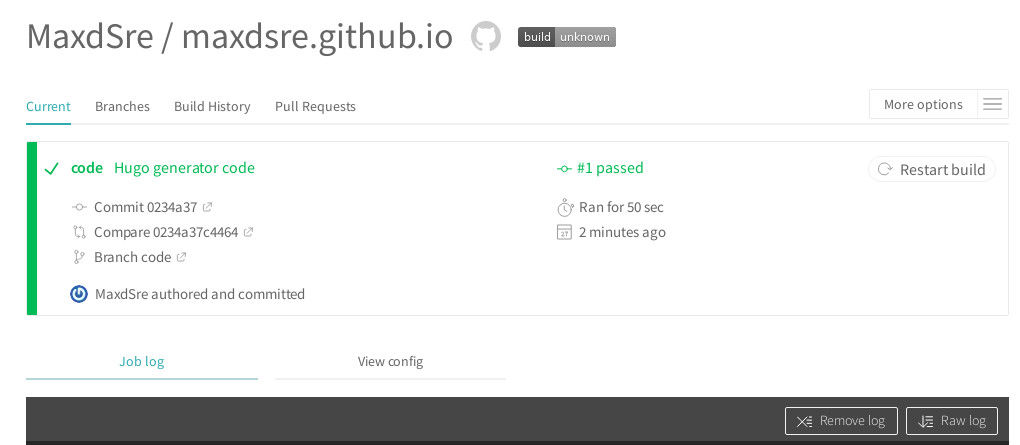 MaxdSre / maxdsre.github.io build unknown
Current Branches Build History Pull Requests More options
code Hugo generator code #1 passed Restart build
Commit 0234a37 Ran for 50 sec
Compare 0234a37c4464 2 minutes ago
27
Branch code
MaxdSre authored and committed
Job log View config
Remove log Raw log